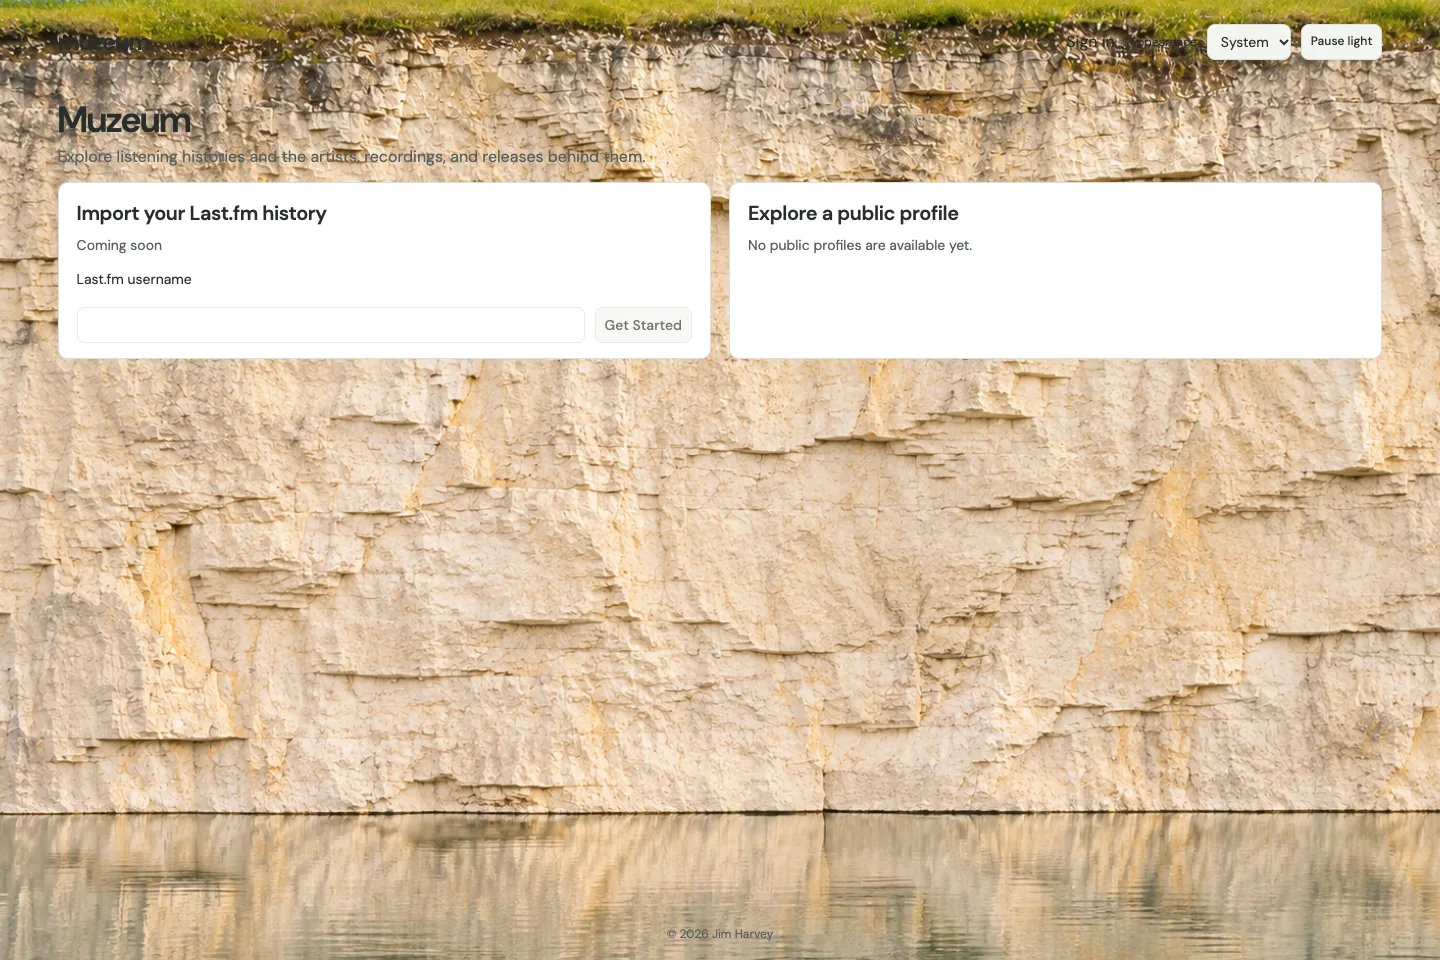 Muzeum
Sign in Appearance System Pause light
Muzeum
Explore listening histories and the artists, recordings, and releases behind them.
Import your Last.fm history
Coming soon
Last.fm username
Get Started
Explore a public profile
No public profiles are available yet.
© 2026 Jim Harvey